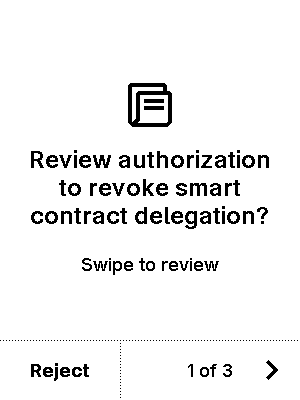 Review authorization
to revoke smart
contract delegation?
Swipe to review
Reject
1 of 3